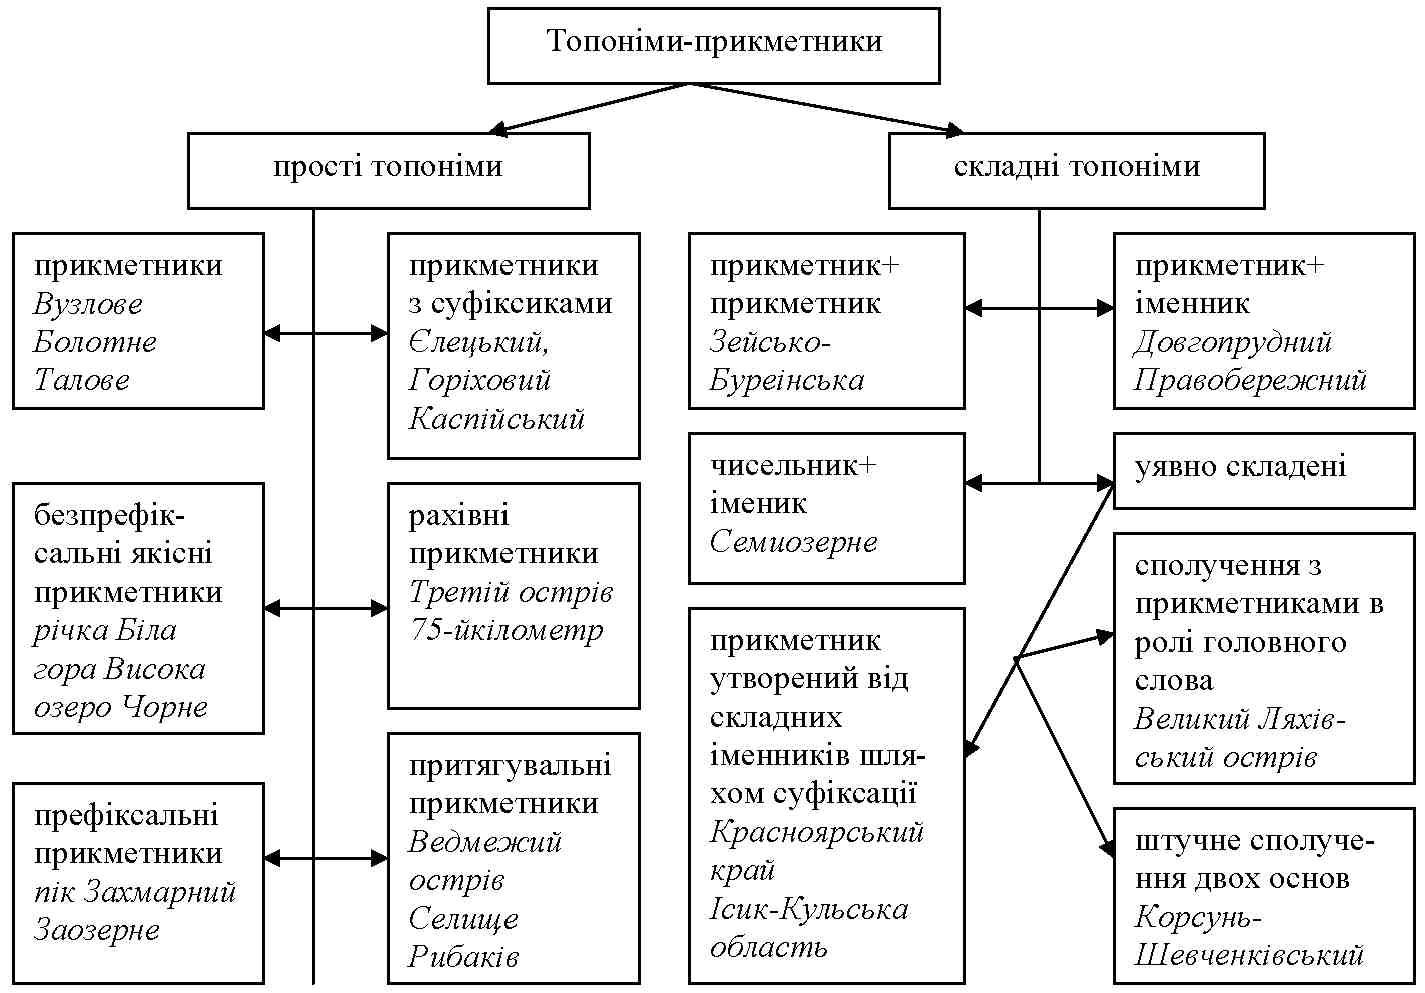 Топоніми-прикметники
прості топоніми
складні топоніми
прикметники
Вузлове
Болотне
Талове
прикметники
з суфіксиками
Єлецький,
Горіховий
Каспійський
безпрефік-
сальні якісні
прикметники
річка Біла
гора Висока
озеро Чорне
рахівні
прикметники
Третій острів
75-йкілометр
префіксальні
прикметники
пік Захмарний
Заозерне
притягувальні
прикметники
Ведмежий
острів
Селище
Рибаків
прикметник+
прикметник
Зейсько-
Буреінська
прикметник+
іменник
Довгопрудний
Правобережний
чисельник+
іменик
Семиозерне
уявно складені
прикметник
утворений від
складних
іменників шля-
хом суфіксації
Красноярський
край
Ісик-Кульська
область
сполучення з
прикметниками в
ролі головного
слова
Великий Ляхів-
ський острів
штучне сполуче-
ння двох основ
Корсунь-
Шевченківський